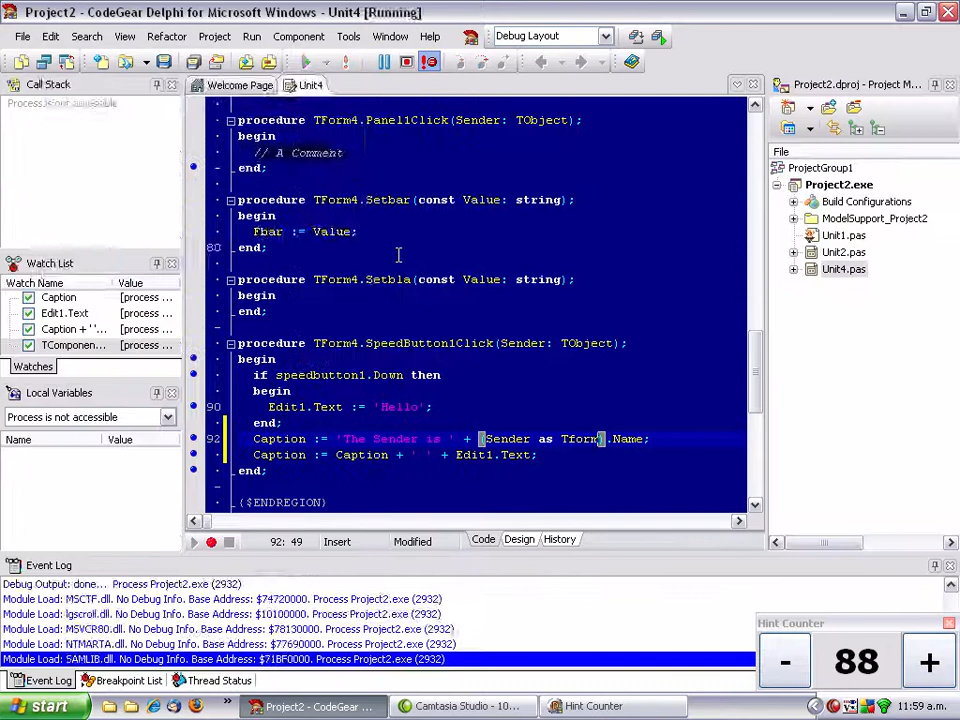 Project2 - CodeGear Delphi for Microsoft Windows - Unit4 [Running]
File Edit Search View Refactor Project Run Component Tools Window Help
Debug Layout
Call Stack
Process is not accessible
Welcome Page Unit4
Project2.dproj - Project M...
procedure TForm4.Panel1Click(Sender: TObject);
begin
// A Comment
end;
procedure TForm4.Setbar(const Value: string);
begin
Fbar := Value;
80 end;
procedure TForm4.Setbla(const Value: string);
begin
end;
procedure TForm4.SpeedButton1Click(Sender: TObject);
begin
if speedbutton1.Down then
begin
90 Edit1.Text := 'Hello';
end;
92 Caption := 'The Sender is ' + (Sender as Tform).Name;
Caption := Caption + ' ' + Edit1.Text;
end;
{$ENDREGION}
Watch List
Watch Name Value
Caption [process ...
Edit1.Text [process ...
Caption + ' '... [process ...
TComponen... [process ...
Watches
Local Variables
Process is not accessible
Name Value
File
ProjectGroup1
Project2.exe
Build Configurations
ModelSupport_Project2
Unit1.pas
Unit2.pas
Unit4.pas
92: 49 Insert Modified Code Design History
Event Log
Debug Output: done... Process Project2.exe (2932)
Module Load: MSCTF.dll. No Debug Info. Base Address: $74720000. Process Project2.exe (2932)
Module Load: lgscroll.dll. No Debug Info. Base Address: $10100000. Process Project2.exe (2932)
Module Load: MSVCR80.dll. No Debug Info. Base Address: $78130000. Process Project2.exe (2932)
Module Load: NTMARTA.dll. No Debug Info. Base Address: $77690000. Process Project2.exe (2932)
Module Load: SAMLIB.dll. No Debug Info. Base Address: $71BF0000. Process Project2.exe (2932)
Event Log Breakpoint List Thread Status
Hint Counter
- 88 +
start Project2 - CodeGear ... Camtasia Studio - 10... Hint Counter 11:59 a.m.